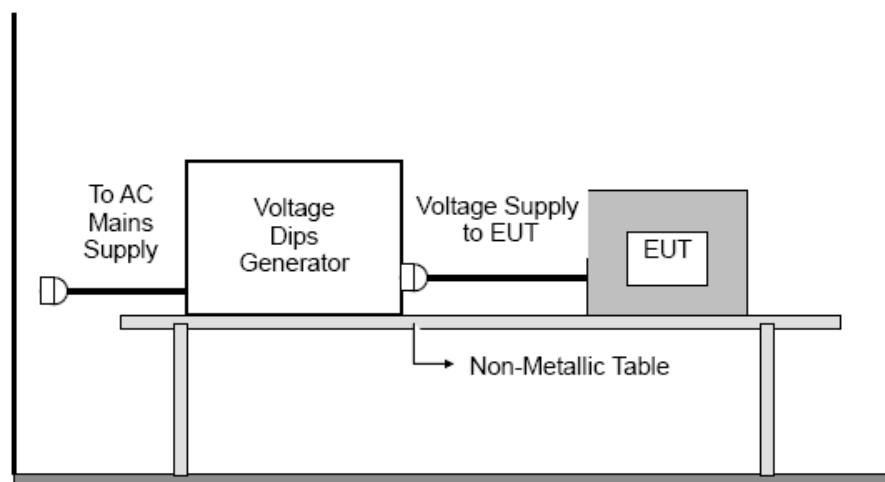 To AC
Mains
Supply
Voltage
Dips
Generator
Voltage Supply
to EUT
EUT
Non-Metallic Table